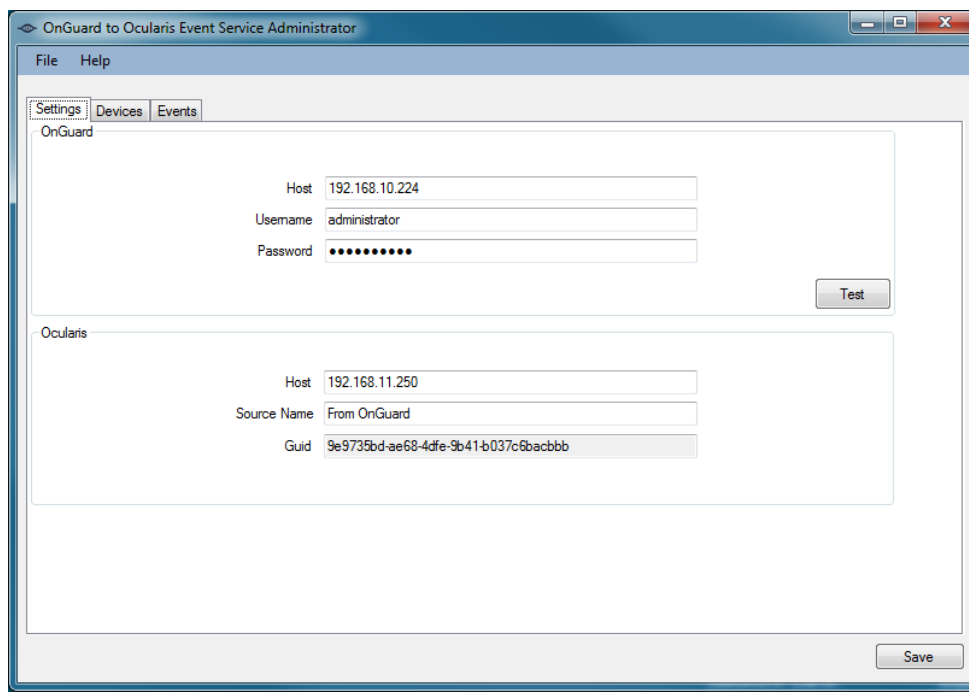 OnGuard to Ocularis Event Service Administrator
File Help
Settings Devices Events
OnGuard
Host 192.168.10.224
Username administrator
Password ●●●●●●●●●●
Test
Ocularis
Host 192.168.11.250
Source Name From OnGuard
Guid 9e9735bd-ae68-4dfe-9b41-b037c6bacbbb
Save